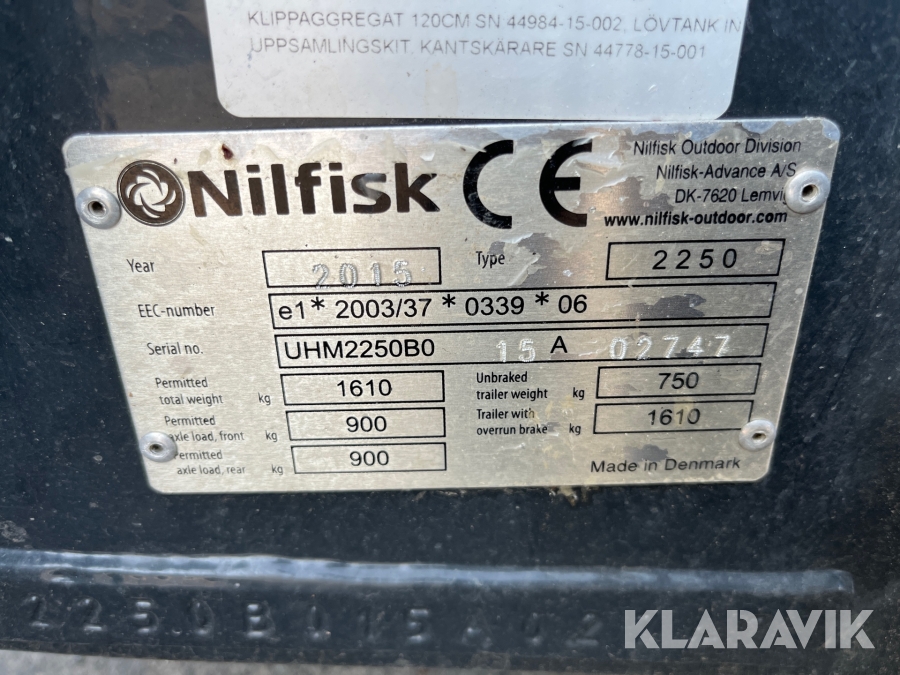 KLIPPAGGREGAT 120CM SN 44984-15-002, LÖVTANK IN
UPPSAMLINGSKIT, KANTSKÄRARE SN 44778-15-001
Nilfisk CE
Nilfisk Outdoor Division
Nilfisk-Advance A/S
DK-7620 Lemvig
www.nilfisk-outdoor.com
Year 2015 Type 2250
EEC-number e1* 2003/37 * 0339 * 06
Serial no. UHM2250B0 15 A -02747
Permitted total weight kg 1610 Unbraked trailer weight kg 750
Permitted axle load, front kg 900 Trailer with overrun brake kg 1610
Permitted axle load, rear kg 900
Made in Denmark
2250B015A02
KLARAVIK